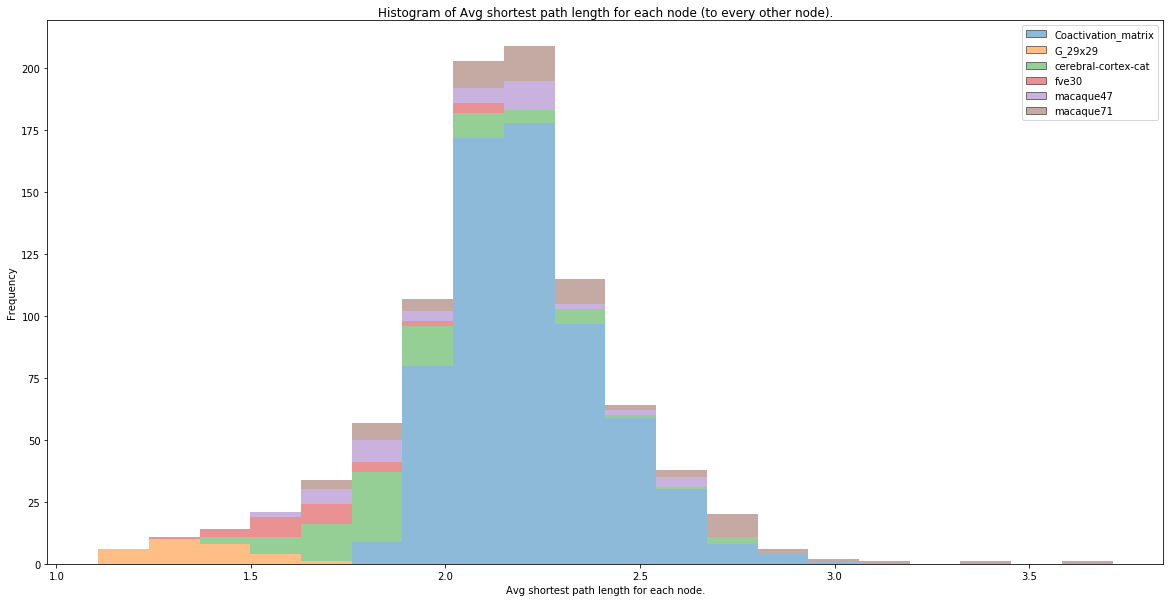 Histogram of Avg shortest path length for each node (to every other node).
Coactivation_matrix
G_29x29
cerebral-cortex-cat
fve30
macaque47
macaque71
Frequency
200
175
150
125
100
75
50
25
0
1.0 1.5 2.0 2.5 3.0 3.5
Avg shortest path length for each node.